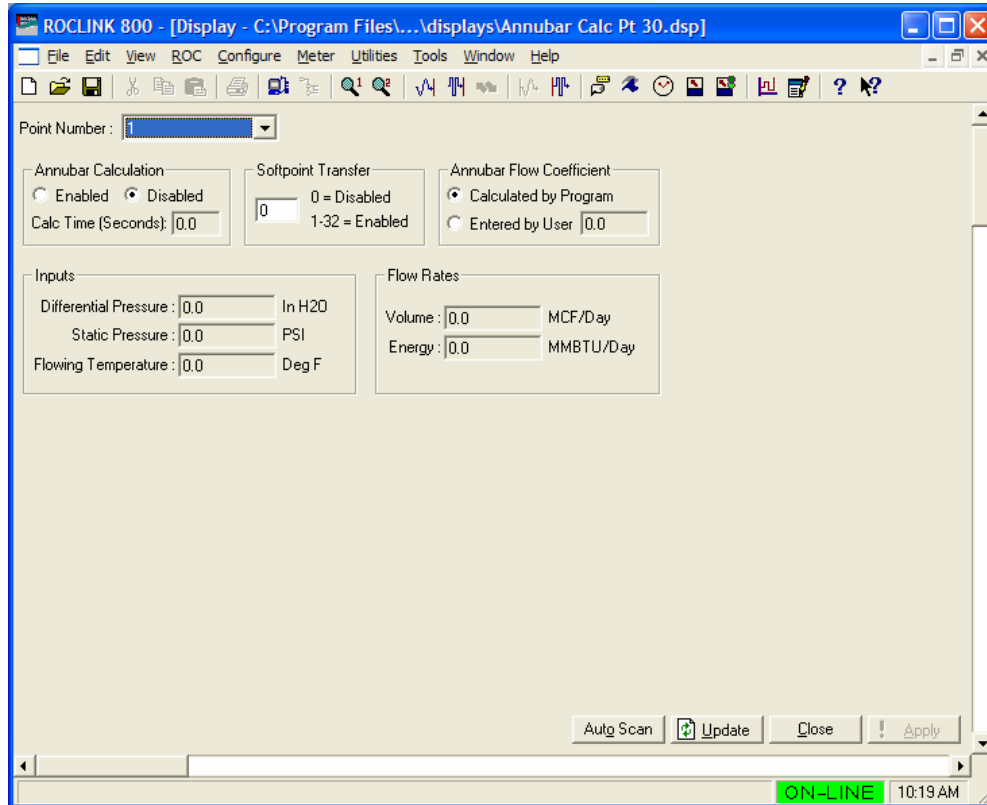 ROCLINK 800 - [Display - C:\Program Files\...\displays\Annubar Calc Pt 30.dsp]
File Edit View ROC Configure Meter Utilities Tools Window Help
Point Number : 1
Annubar Calculation
Enabled Disabled
Calc Time (Seconds): 0.0
Softpoint Transfer
0 0 = Disabled
1-32 = Enabled
Annubar Flow Coefficient
Calculated by Program
Entered by User 0.0
Inputs
Differential Pressure : 0.0 In H2O
Static Pressure : 0.0 PSI
Flowing Temperature : 0.0 Deg F
Flow Rates
Volume : 0.0 MCF/Day
Energy : 0.0 MMBTU/Day
Auto Scan Update Close ! Apply
ON-LINE 10:19 AM